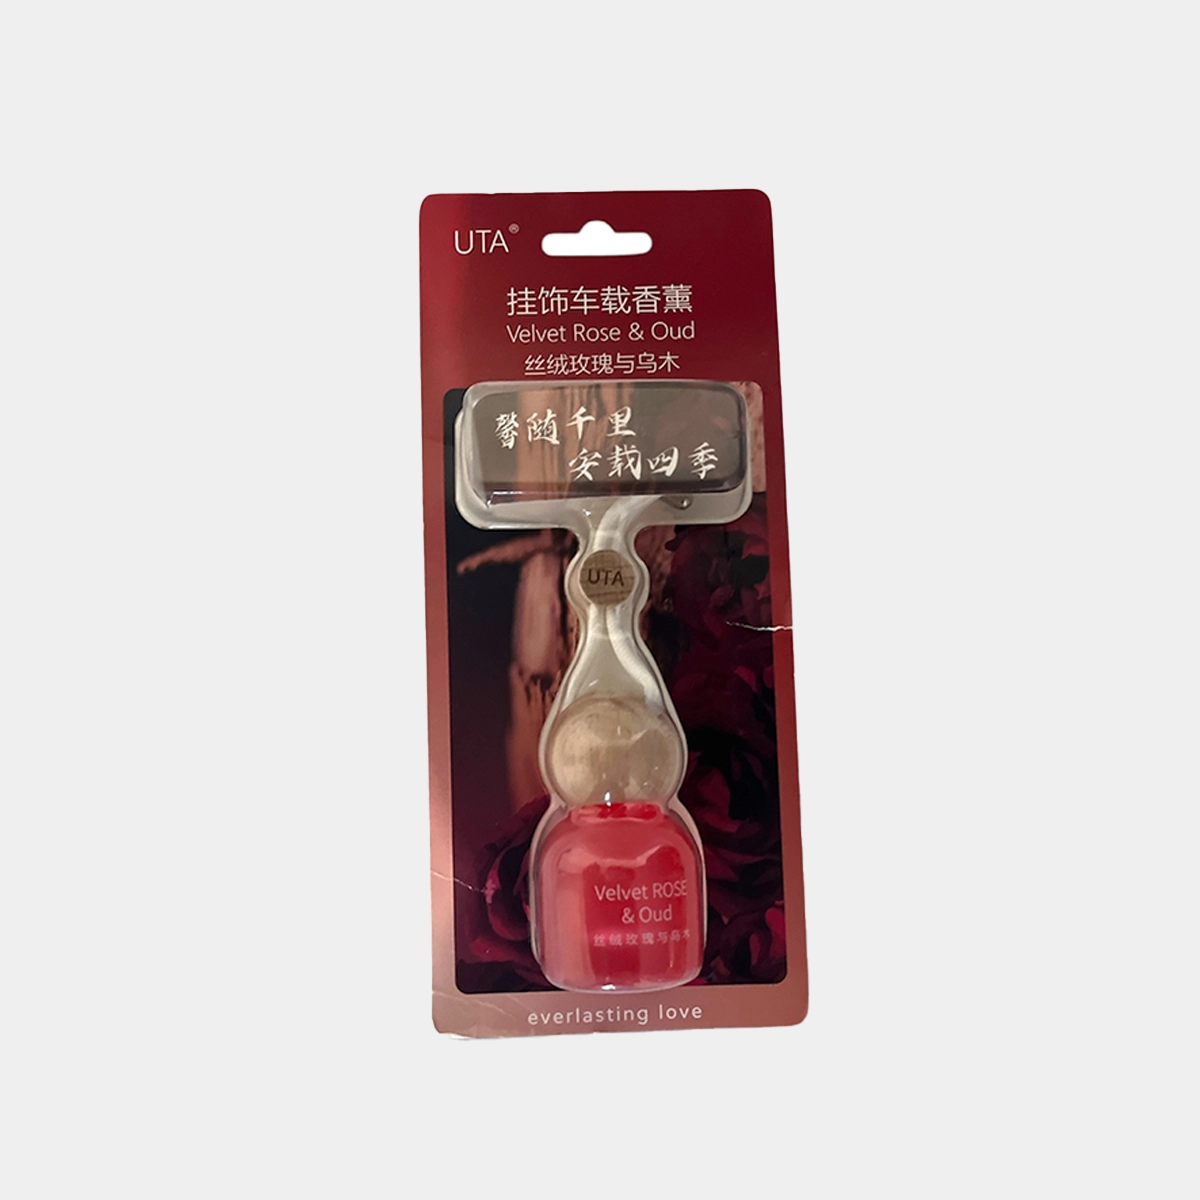 UTA®
挂饰车载香薰
Velvet Rose & Oud
丝绒玫瑰与乌木
馨随千里
安载四季
UTA
Velvet ROSE
& Oud
丝绒玫瑰与乌木
everlasting love